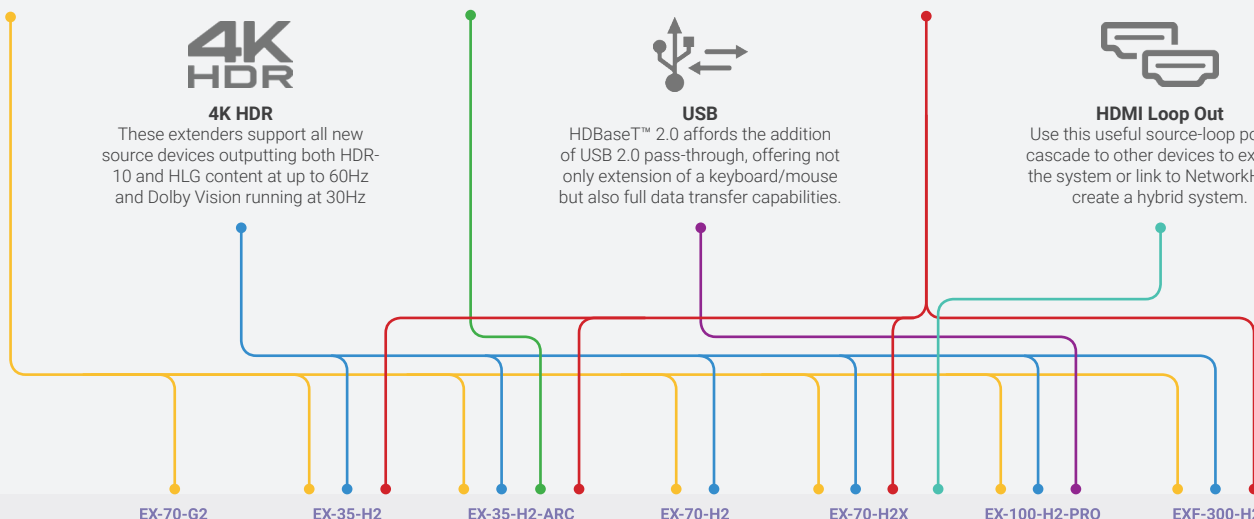 4K
HDR
4K HDR
These extenders support all new
source devices outputting both HDR-
10 and HLG content at up to 60Hz
and Dolby Vision running at 30Hz
USB
HDBaseT™ 2.0 affords the addition
of USB 2.0 pass-through, offering not
only extension of a keyboard/mouse
but also full data transfer capabilities.
HDMI Loop Out
Use this useful source-loop
cascade to other devices to
the system or link to
create a hybrid system.
EX-70-G2
EX-35-H2
EX-35-H2-ARC
EX-70-H2
EX-70-H2X
EX-100-H2-PRO